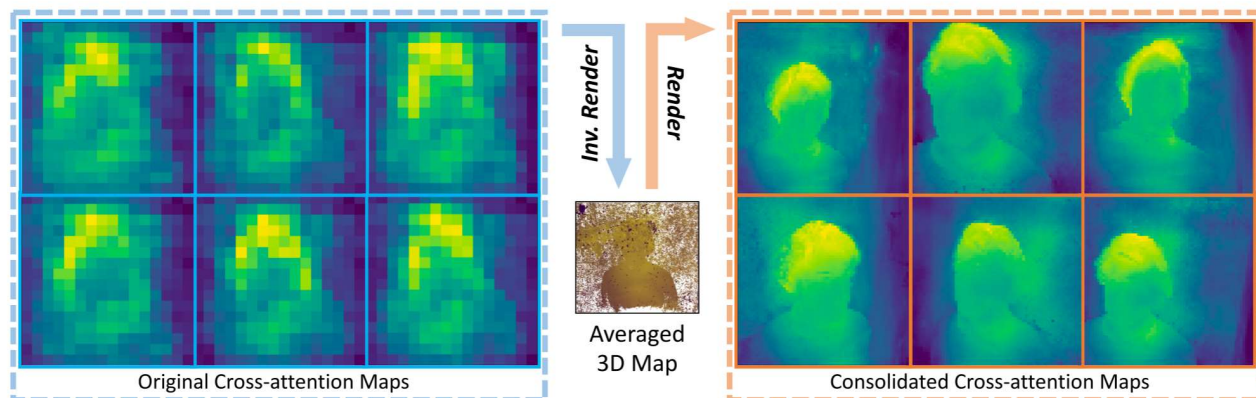 Inv. Render
Render
Averaged
3D Map
Original Cross-attention Maps
Consolidated Cross-attention Maps